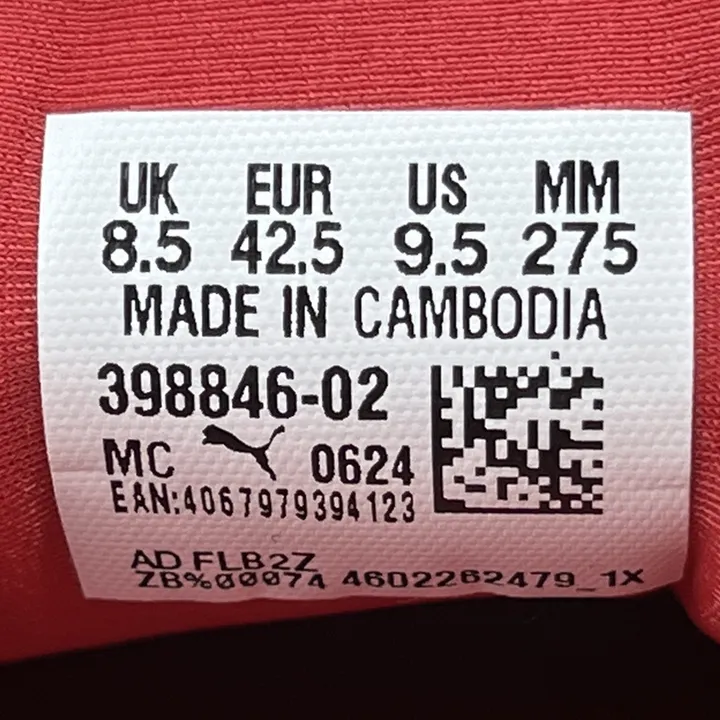 UK EUR US MM
8.5 42.5 9.5 275
MADE IN CAMBODIA
398846-02
MC 0624
EAN:4067979394123
AD FLB2Z
ZB%00074 4602262479_1X